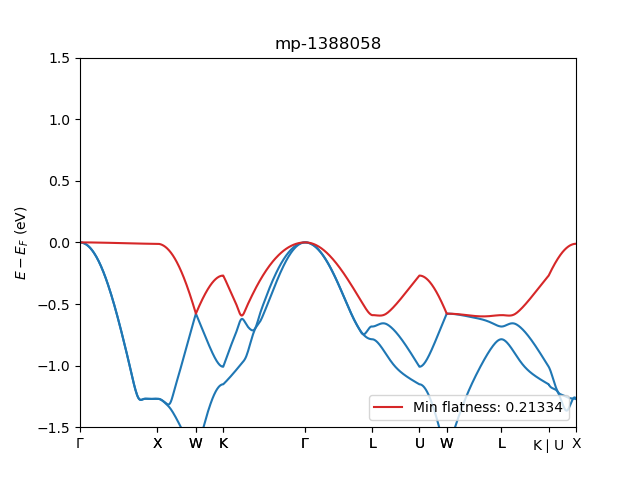 mp-1388058
E − E_F (eV)
1.5
1.0
0.5
0.0
−0.5
−1.0
−1.5
Min flatness: 0.21334
Γ X W K Γ L U W L K | U X